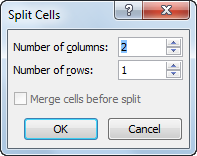 Split Cells
Number of columns: 2
Number of rows: 1
Merge cells before split
OK Cancel